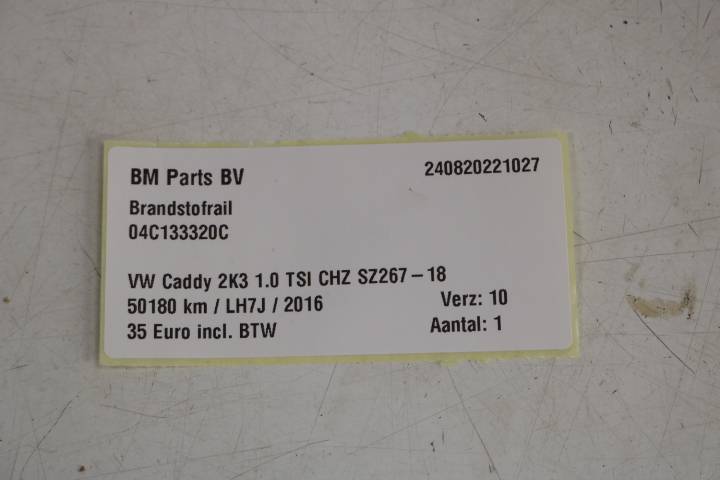 BM Parts BV 240820221027
Brandstofrail
04C133320C
VW Caddy 2K3 1.0 TSI CHZ SZ267-18
50180 km / LH7J / 2016 Verz: 10
35 Euro incl. BTW Aantal: 1